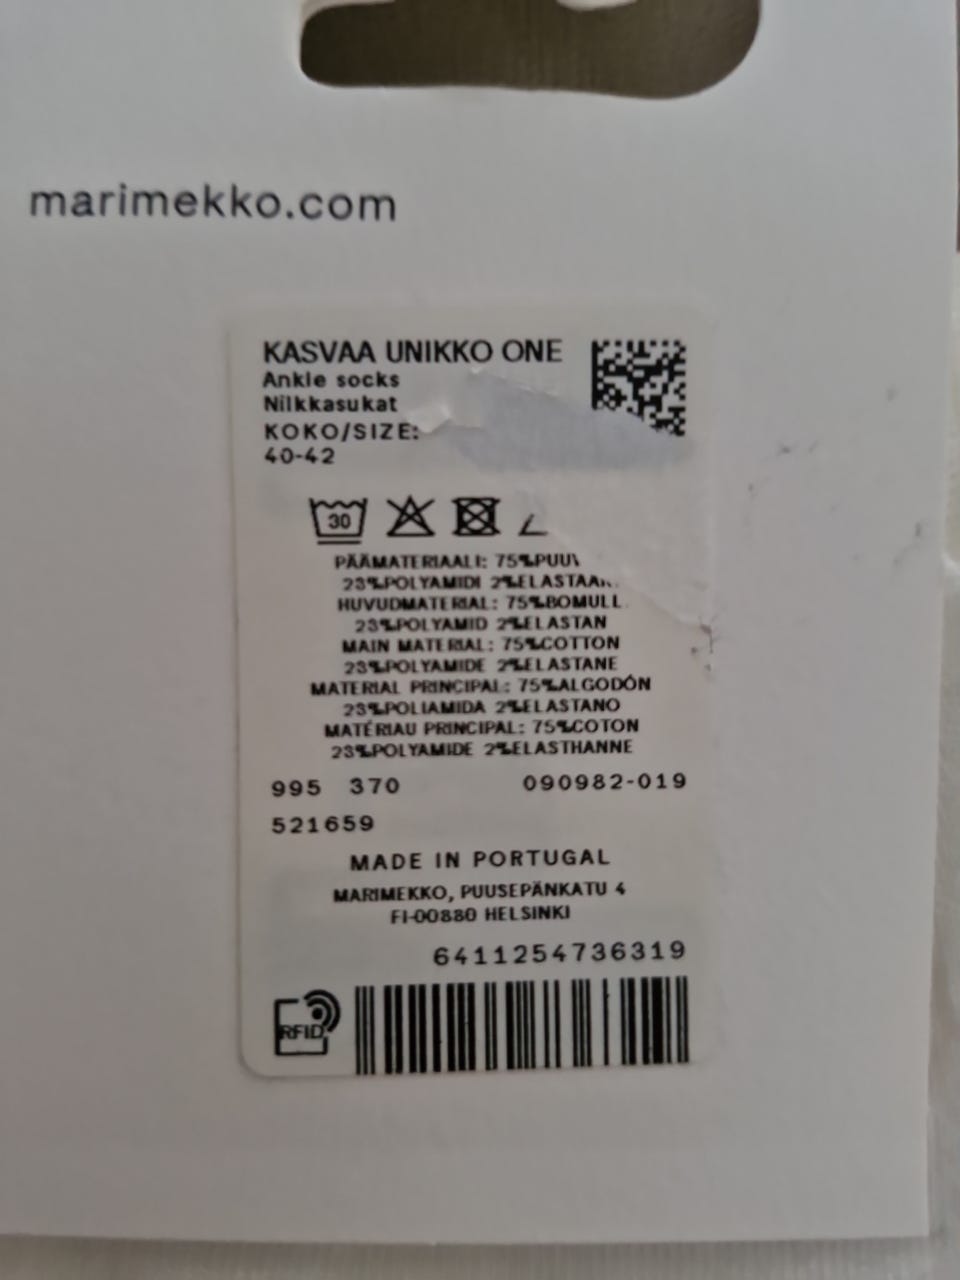 marimekko.com
KASVAA UNIKKO ONE
Ankle socks
Nilkkasukat
KOKO/SIZE:
40-42
30
PÄÄMATERIAALI: 75%PUU
23%POLYAMIDI 2%ELASTAA
HUVUDMATERIAL: 75%BOMULL
23%POLYAMID 2%ELASTAN
MAIN MATERIAL: 75%COTTON
23%POLYAMIDE 2%ELASTANE
MATERIAL PRINCIPAL: 75%ALGODÓN
23%POLIAMIDA 2%ELASTANO
MATÉRIAU PRINCIPAL: 75%COTON
23%POLYAMIDE 2%ELASTHANNE
995 370 090982-019
521659
MADE IN PORTUGAL
MARIMEKKO, PUUSEPÄNKATU 4
FI-00880 HELSINKI
6411254736319
RFID